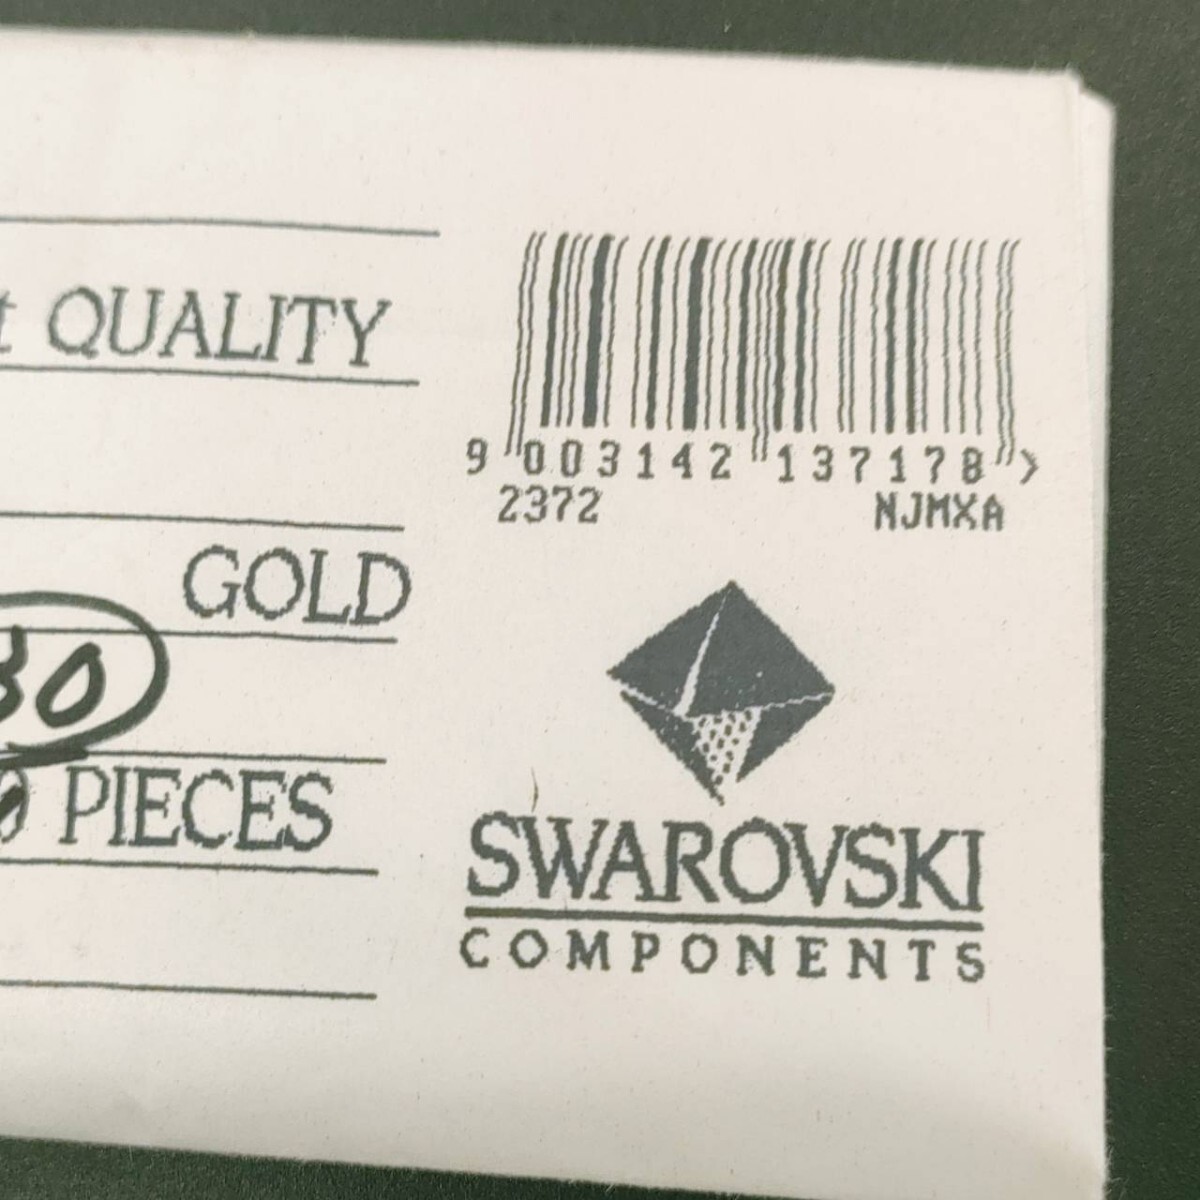 QUALITY
GOLD
PIECES
9 003142 137178 >
2372 NJMXA
SWAROVSKI
COMPONENTS